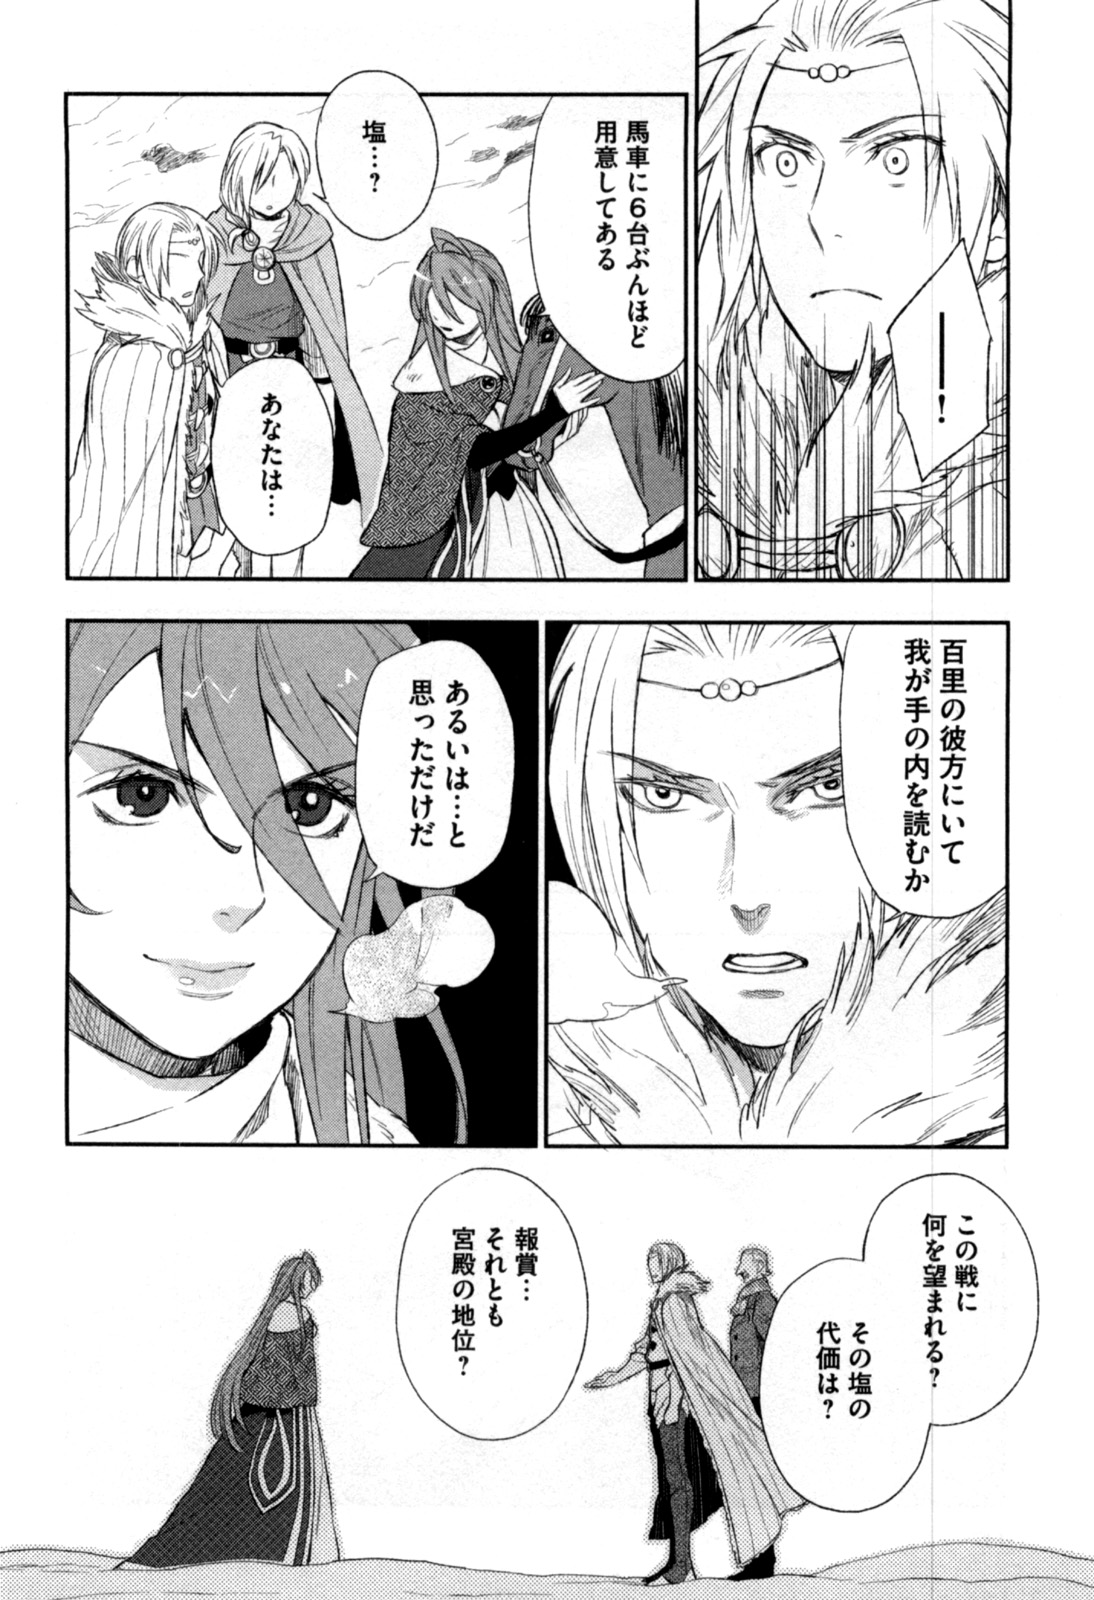 ――！
馬車に６台ぶんほど
用意してある
塩…？
あなたは…
百里の彼方にいて
我が手の内を読むか
あるいは…と
思っただけだ
この戦に
何を望まれる？
その塩の
代価は？
報賞…
それとも
宮殿の地位？